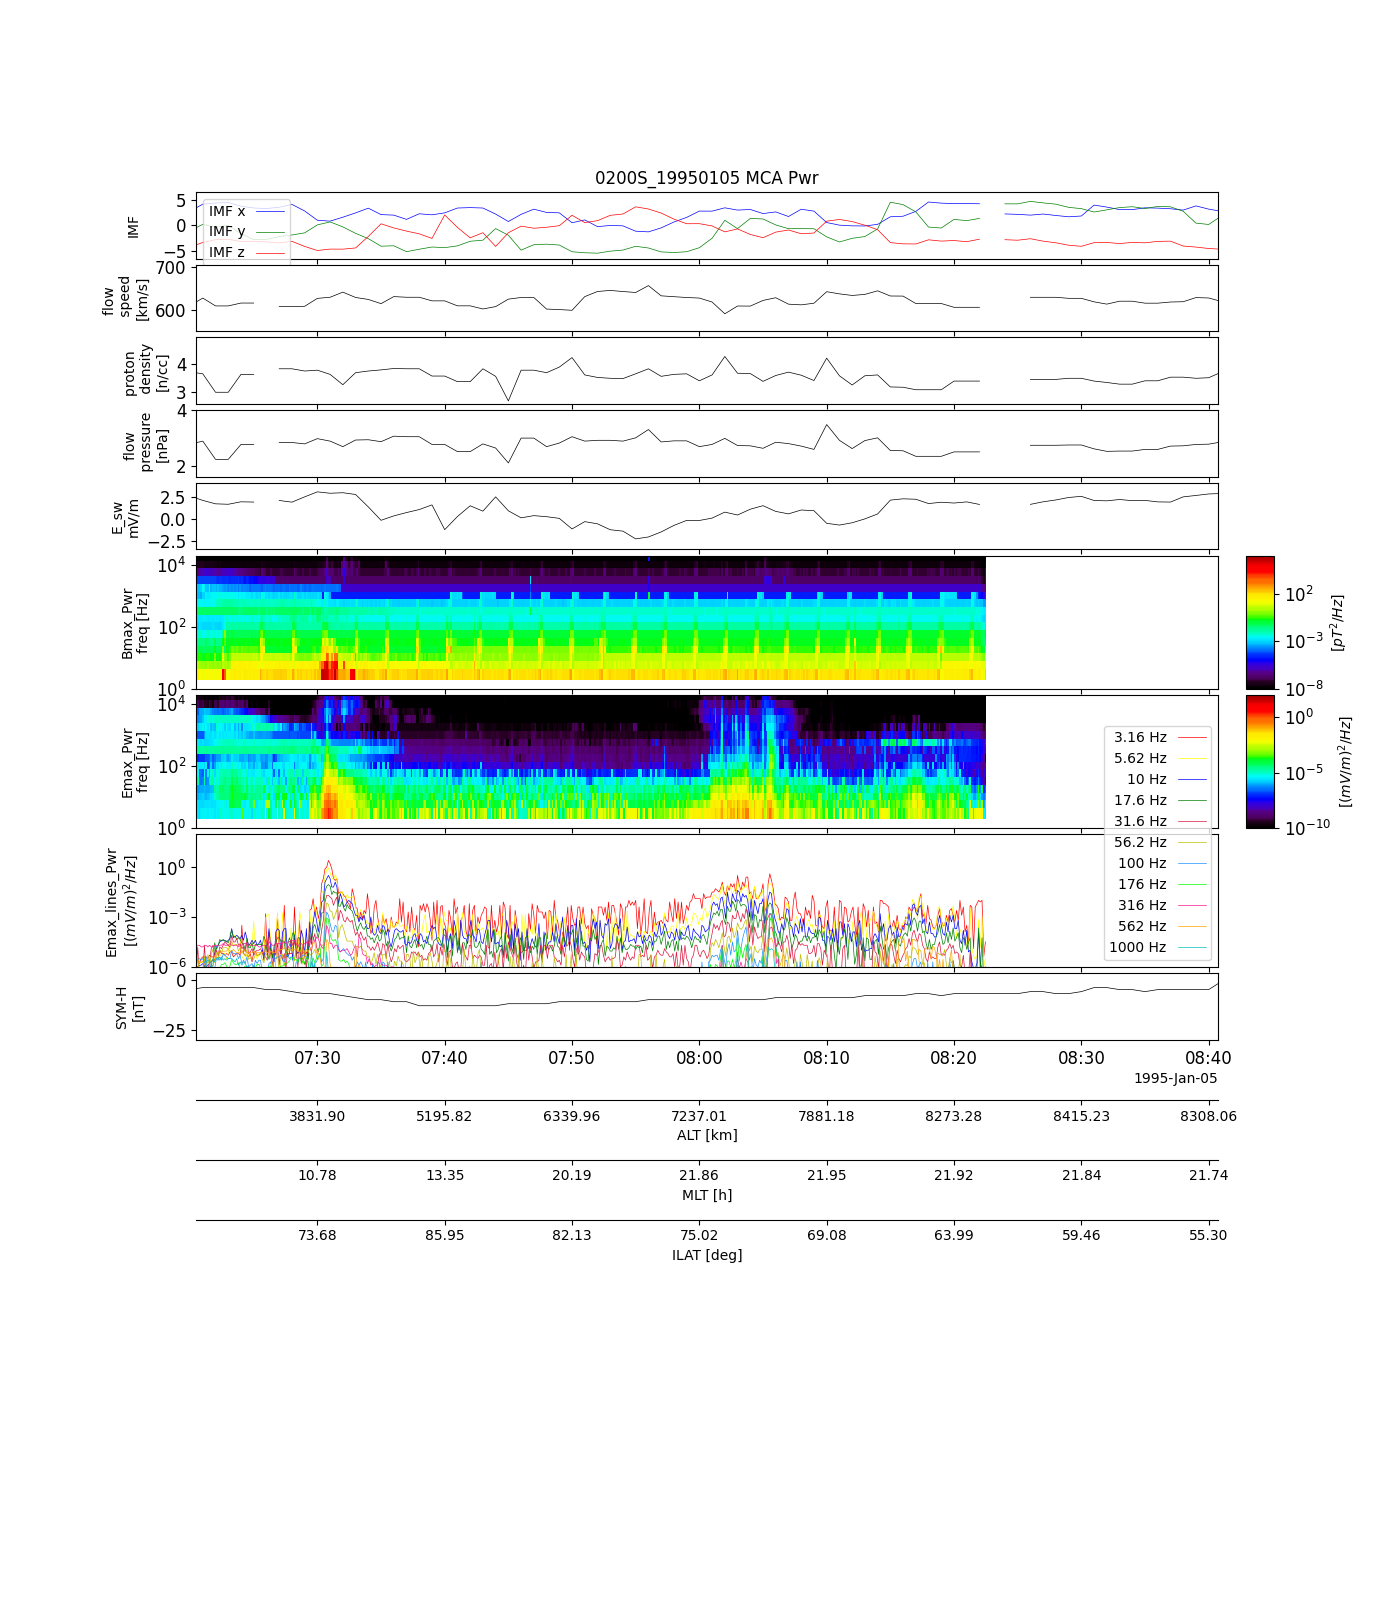 0200S_19950105 MCA Pwr
IMF
5
0
−5
IMF x
IMF y
IMF z
flow
speed
[km/s]
700
600
proton
density
[n/cc]
4
3
flow
pressure
[nPa]
4
2
E_sw
mV/m
2.5
0.0
−2.5
Bmax_Pwr
freq [Hz]
10^4
10^2
10^0
10^2
10^−3
10^−8
[pT^2/Hz]
Emax_Pwr
freq [Hz]
10^4
10^2
10^0
10^0
10^−5
10^−10
[(mV/m)^2/Hz]
3.16 Hz
5.62 Hz
10 Hz
17.6 Hz
31.6 Hz
56.2 Hz
100 Hz
176 Hz
316 Hz
562 Hz
1000 Hz
Emax_lines_Pwr
[(mV/m)^2/Hz]
10^0
10^−3
10^−6
SYM-H
[nT]
0
−25
07:30 07:40 07:50 08:00 08:10 08:20 08:30 08:40
1995-Jan-05
3831.90 5195.82 6339.96 7237.01 7881.18 8273.28 8415.23 8308.06
ALT [km]
10.78 13.35 20.19 21.86 21.95 21.92 21.84 21.74
MLT [h]
73.68 85.95 82.13 75.02 69.08 63.99 59.46 55.30
ILAT [deg]